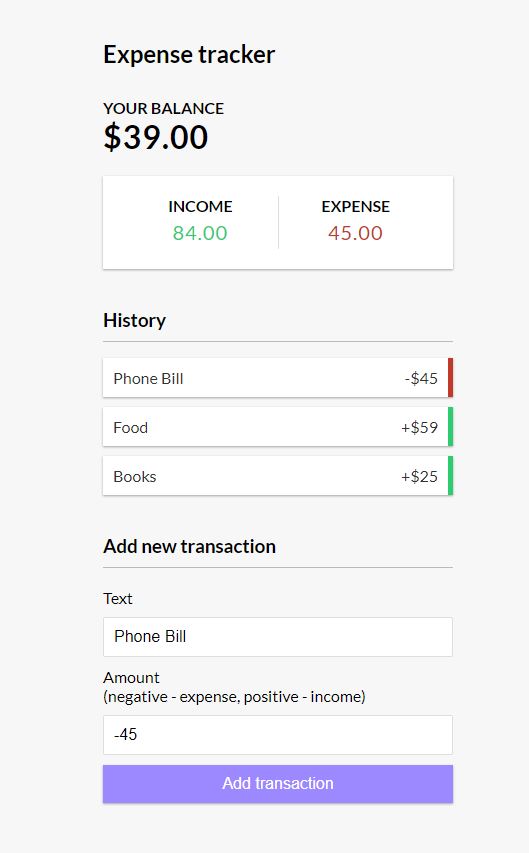 Expense tracker
YOUR BALANCE
$39.00
INCOME EXPENSE
84.00 45.00
History
Phone Bill -$45
Food +$59
Books +$25
Add new transaction
Text
Phone Bill
Amount
(negative - expense, positive - income)
-45
Add transaction